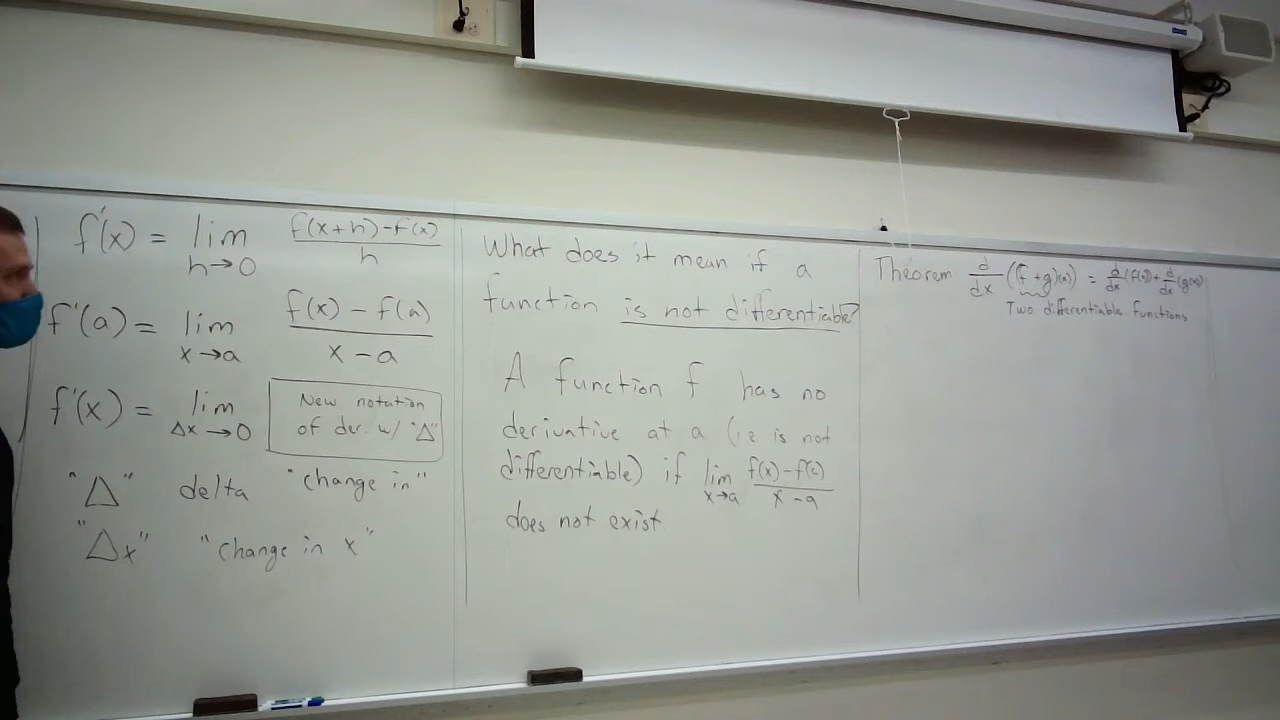 f'(x) = lim h→0 f(x+h)-f(x) / h
f'(a) = lim x→a f(x) - f(a) / x - a
f'(x) = lim Δx→0
New notation
of der. w/ "Δ"
"Δ" delta "change in"
"Δx" "change in x"
What does it mean if a
function is not differentiable?
A function f has no
derivative at a (ie is not
differentiable) if lim x→a f(x)-f(a) / x-a
does not exist
Theorem d/dx (f+g)(x) = d/dx (f(x)) + d/dx (g(x))
Two differentiable functions